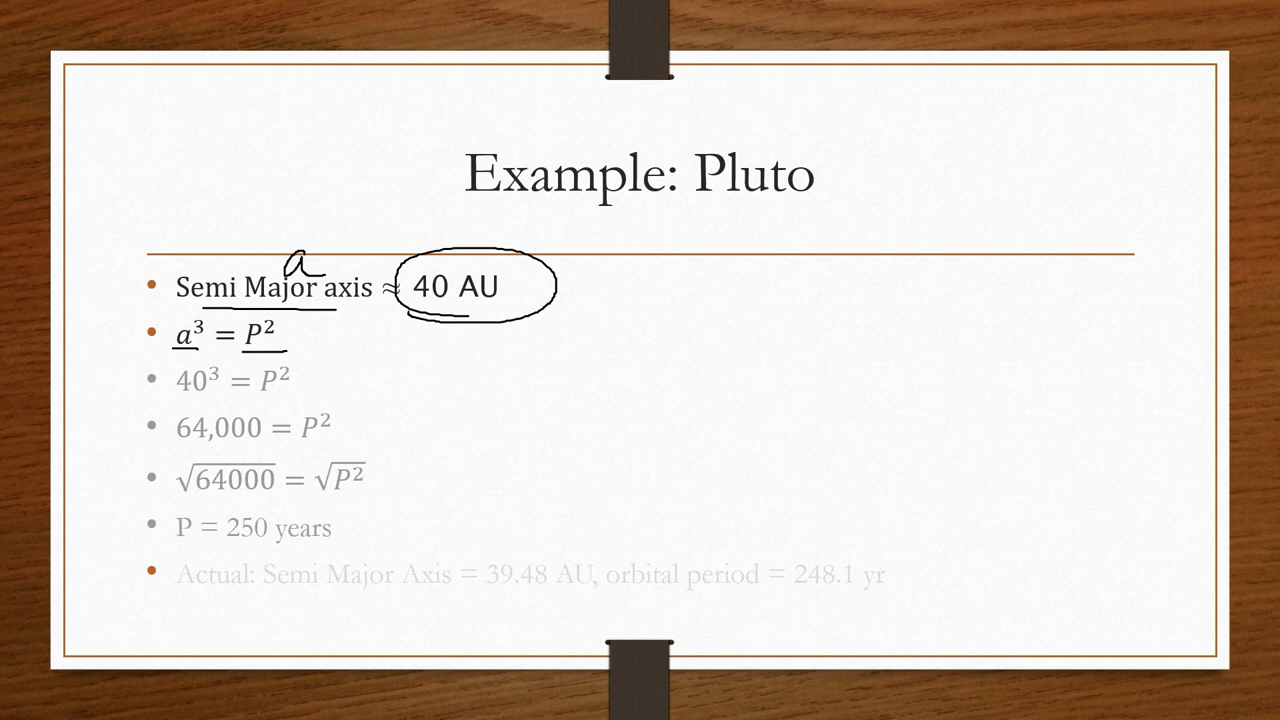 Example: Pluto
a
• Semi Major axis ≈ 40 AU
• a³ = P²
• 40³ = P²
• 64,000 = P²
• √64000 = √P²
• P = 250 years
• Actual: Semi Major Axis = 39.48 AU, orbital period = 248.1 yr